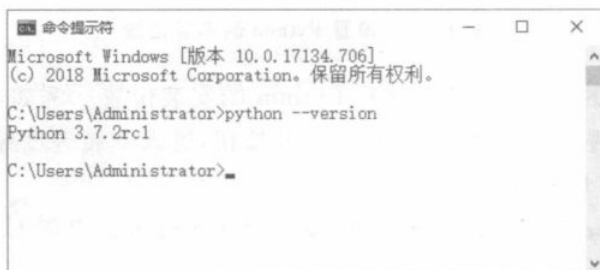 命令提示符
Microsoft Windows [版本 10.0.17134.706]
(c) 2018 Microsoft Corporation。保留所有权利。
C:\Users\Administrator>python --version
Python 3.7.2rc1
C:\Users\Administrator>